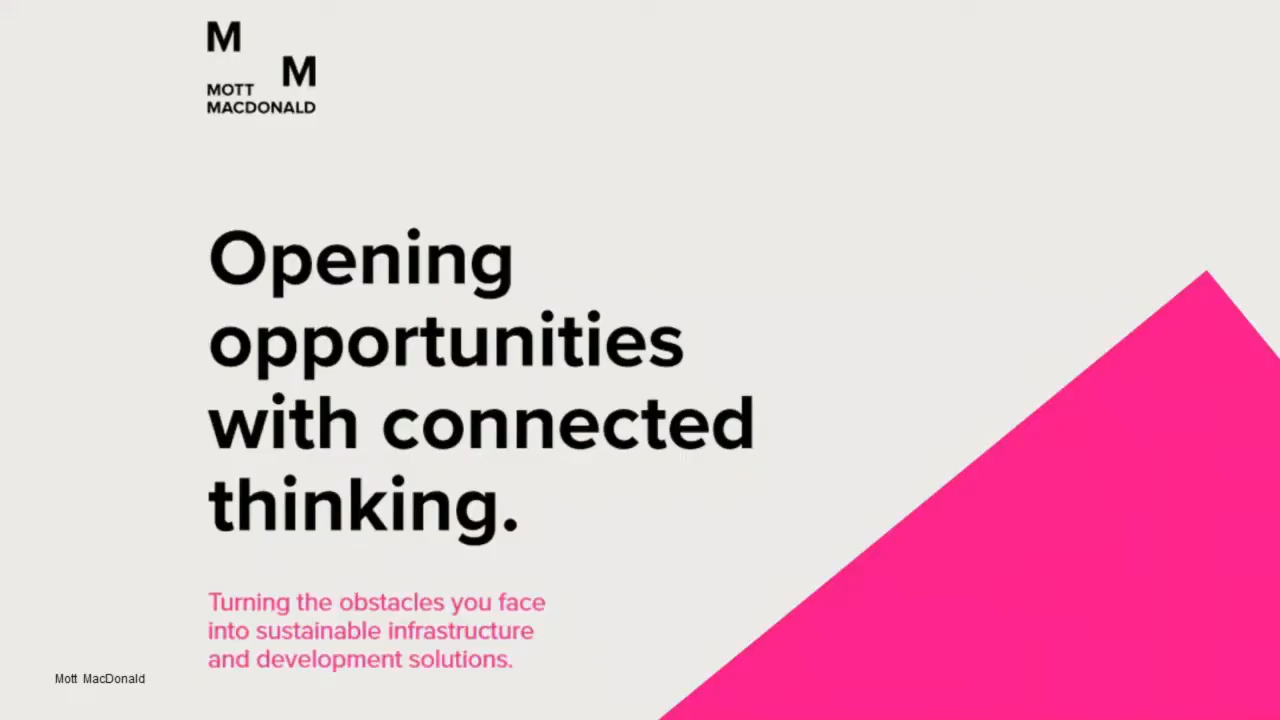 M
M
MOTT
MACDONALD
Opening
opportunities
with connected
thinking.
Turning the obstacles you face
into sustainable infrastructure
and development solutions.
Mott MacDonald